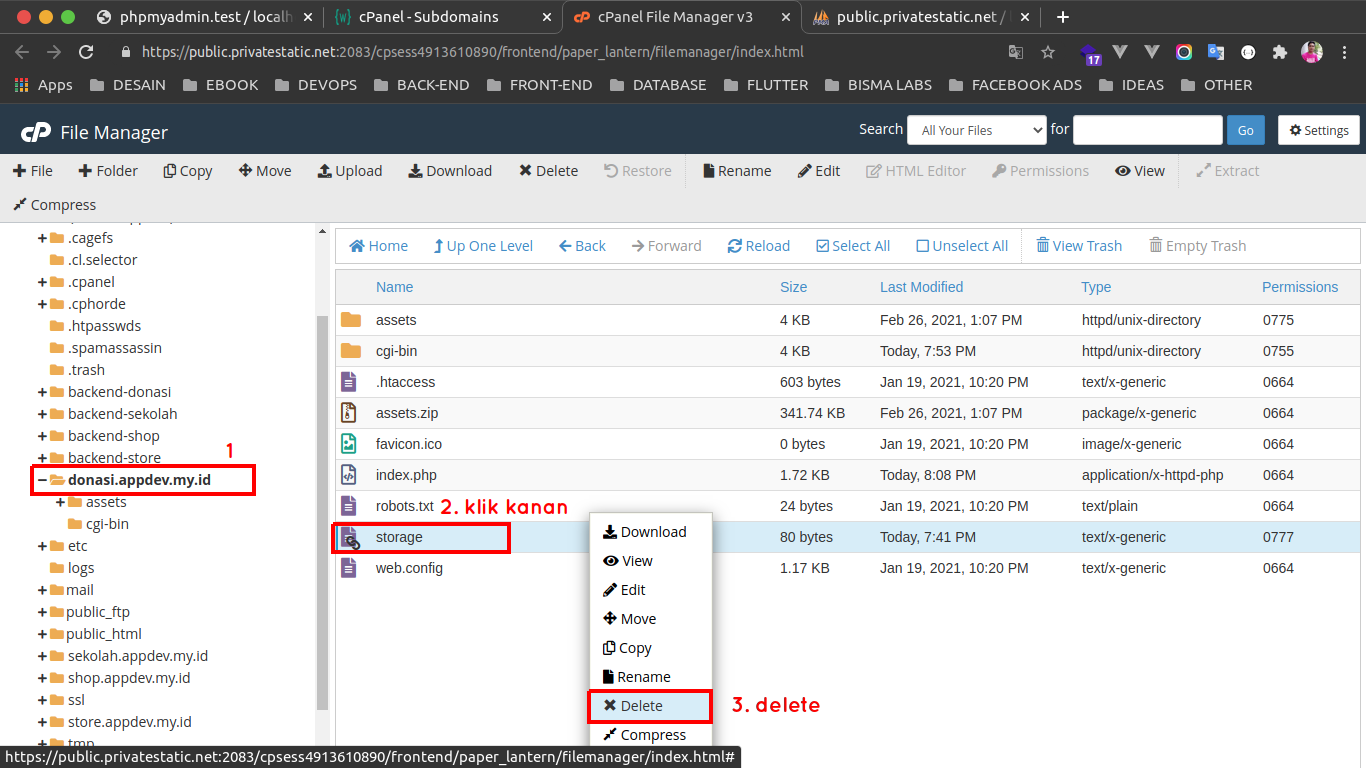 phpmyadmin.test / localh
cPanel - Subdomains
cPanel File Manager v3
public.privatestatic.net /
https://public.privatestatic.net:2083/cpsess4913610890/frontend/paper_lantern/filemanager/index.html
17
Apps DESAIN EBOOK DEVOPS BACK-END FRONT-END DATABASE FLUTTER BISMA LABS FACEBOOK ADS IDEAS OTHER
cP File Manager
Search All Your Files for Go Settings
File Folder Copy Move Upload Download Delete Restore Rename Edit HTML Editor Permissions View Extract
Compress
.cagefs
.cl.selector
.cpanel
.cphorde
.htpasswds
.spamassassin
.trash
backend-donasi
backend-sekolah
backend-shop
backend-store
1
donasi.appdev.my.id
assets
cgi-bin
etc
logs
mail
public_ftp
public_html
sekolah.appdev.my.id
shop.appdev.my.id
ssl
store.appdev.my.id
tmp
Home Up One Level Back Forward Reload Select All Unselect All View Trash Empty Trash
Name Size Last Modified Type Permissions
assets 4 KB Feb 26, 2021, 1:07 PM httpd/unix-directory 0775
cgi-bin 4 KB Today, 7:53 PM httpd/unix-directory 0755
.htaccess 603 bytes Jan 19, 2021, 10:20 PM text/x-generic 0664
assets.zip 341.74 KB Feb 26, 2021, 1:07 PM package/x-generic 0664
favicon.ico 0 bytes Jan 19, 2021, 10:20 PM image/x-generic 0664
index.php 1.72 KB Today, 8:08 PM application/x-httpd-php 0664
robots.txt 24 bytes Jan 19, 2021, 10:20 PM text/plain 0664
2. klik kanan
storage 80 bytes Today, 7:41 PM text/x-generic 0777
web.config 1.17 KB Jan 19, 2021, 10:20 PM text/x-generic 0664
Download
View
Edit
Move
Copy
Rename
Delete
3. delete
Compress
https://public.privatestatic.net:2083/cpsess4913610890/frontend/paper_lantern/filemanager/index.html#